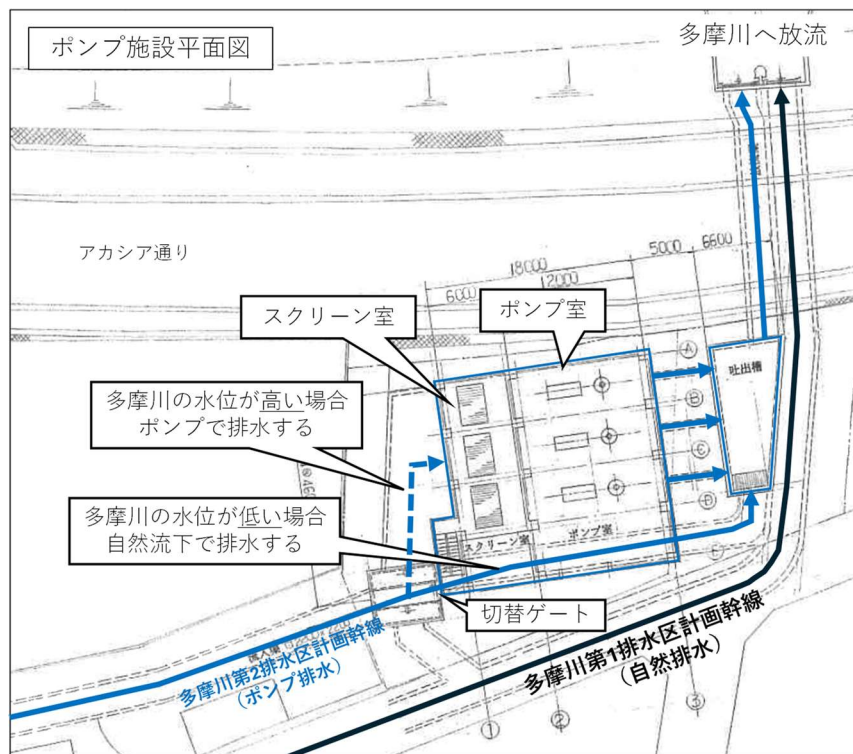 ポンプ施設平面図
多摩川へ放流
アカシア通り
18000
5000
6600
6000
12000
スクリーン室
ポンプ室
吐出槽
多摩川の水位が高い場合
ポンプで排水する
多摩川の水位が低い場合
自然流下で排水する
A
B
C
D
E
スクリーン室
ポンプ室
切替ゲート
多摩川第2排水区計画幹線
（ポンプ排水）
多摩川第1排水区計画幹線
（自然排水）
①
②
③